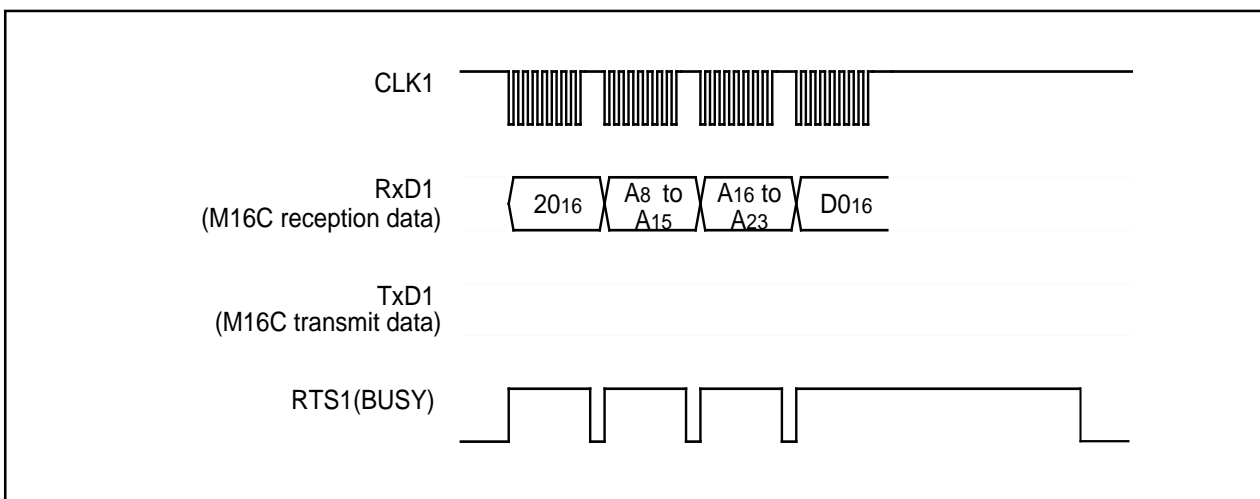 CLK1
RxD1
(M16C reception data)
2016
A8 to
A15
A16 to
A23
D016
TxD1
(M16C transmit data)
RTS1(BUSY)